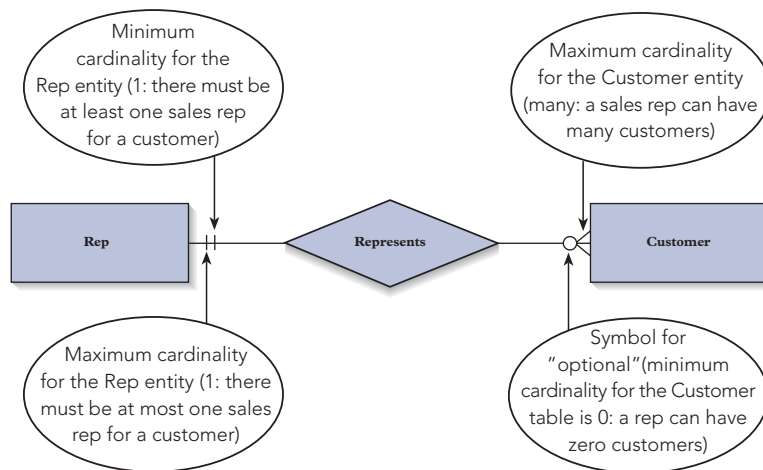 Minimum
cardinality for the
Rep entity (1: there must be
at least one sales rep
for a customer)
Maximum cardinality
for the Customer entity
(many: a sales rep can have
many customers)
Rep
Represents
Customer
Maximum cardinality
for the Rep entity (1: there
must be at most one sales
rep for a customer)
Symbol for
"optional"(minimum
cardinality for the Customer
table is 0: a rep can have
zero customers)